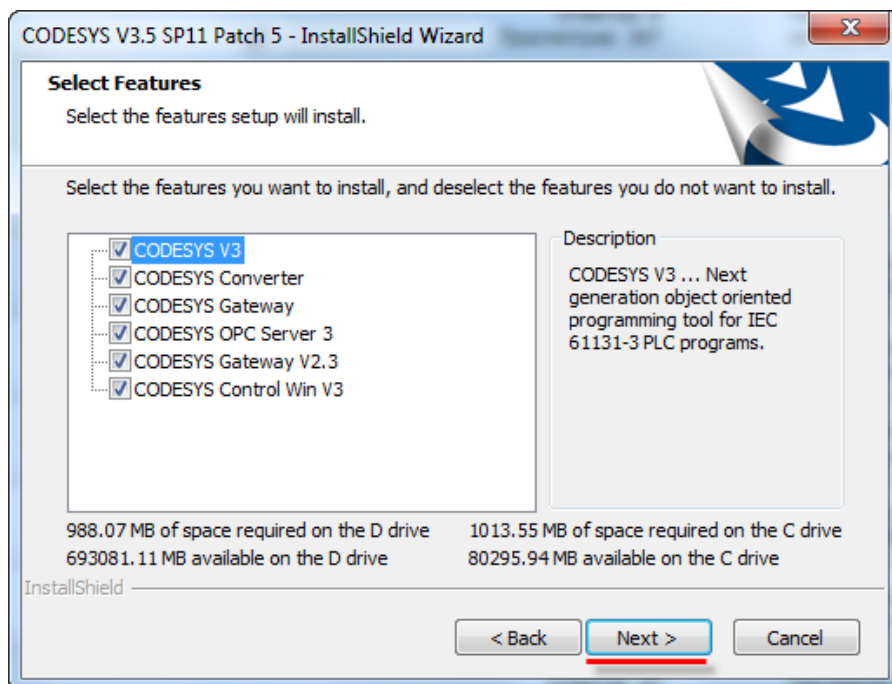 CODESYS V3.5 SP11 Patch 5 - InstallShield Wizard
Select Features
Select the features setup will install.
Select the features you want to install, and deselect the features you do not want to install.
CODESYS V3
CODESYS Converter
CODESYS Gateway
CODESYS OPC Server 3
CODESYS Gateway V2.3
CODESYS Control Win V3
Description
CODESYS V3 ... Next
generation object oriented
programming tool for IEC
61131-3 PLC programs.
988.07 MB of space required on the D drive
1013.55 MB of space required on the C drive
693081.11 MB available on the D drive
80295.94 MB available on the C drive
InstallShield
< Back
Next >
Cancel